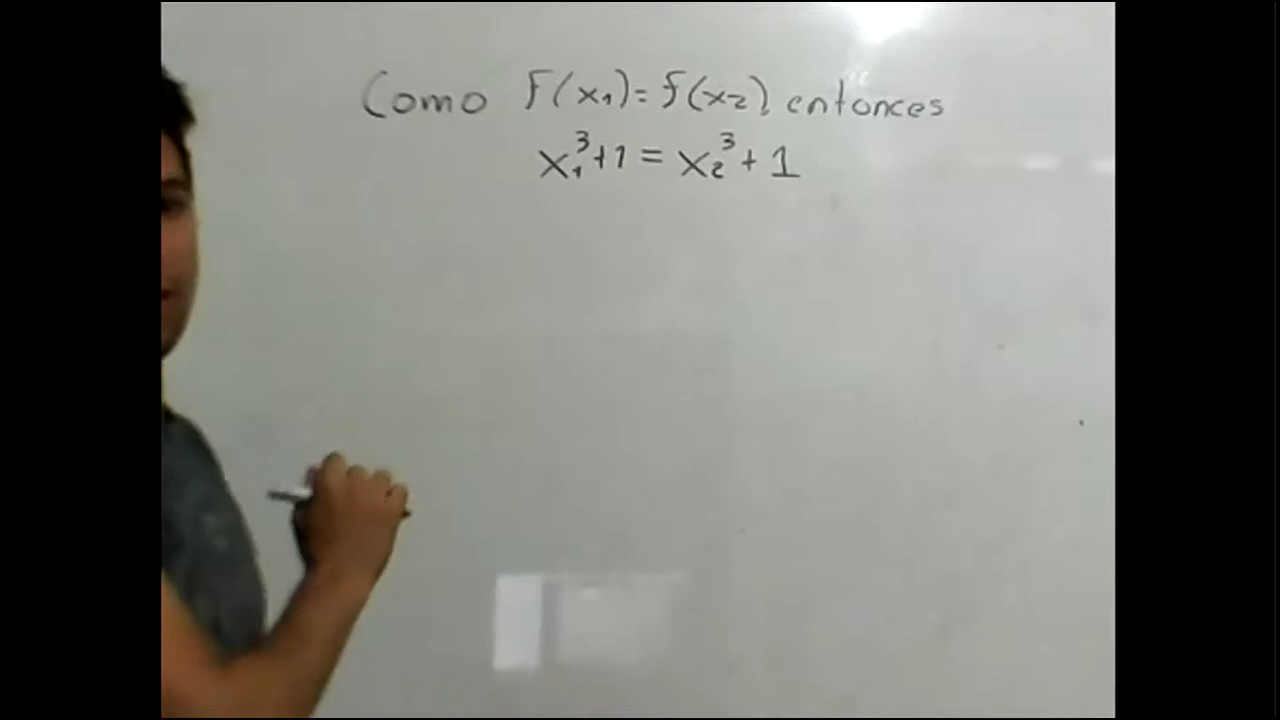 Como f(x₁)=f(x₂), entonces
x₁³+1 = x₂³+1